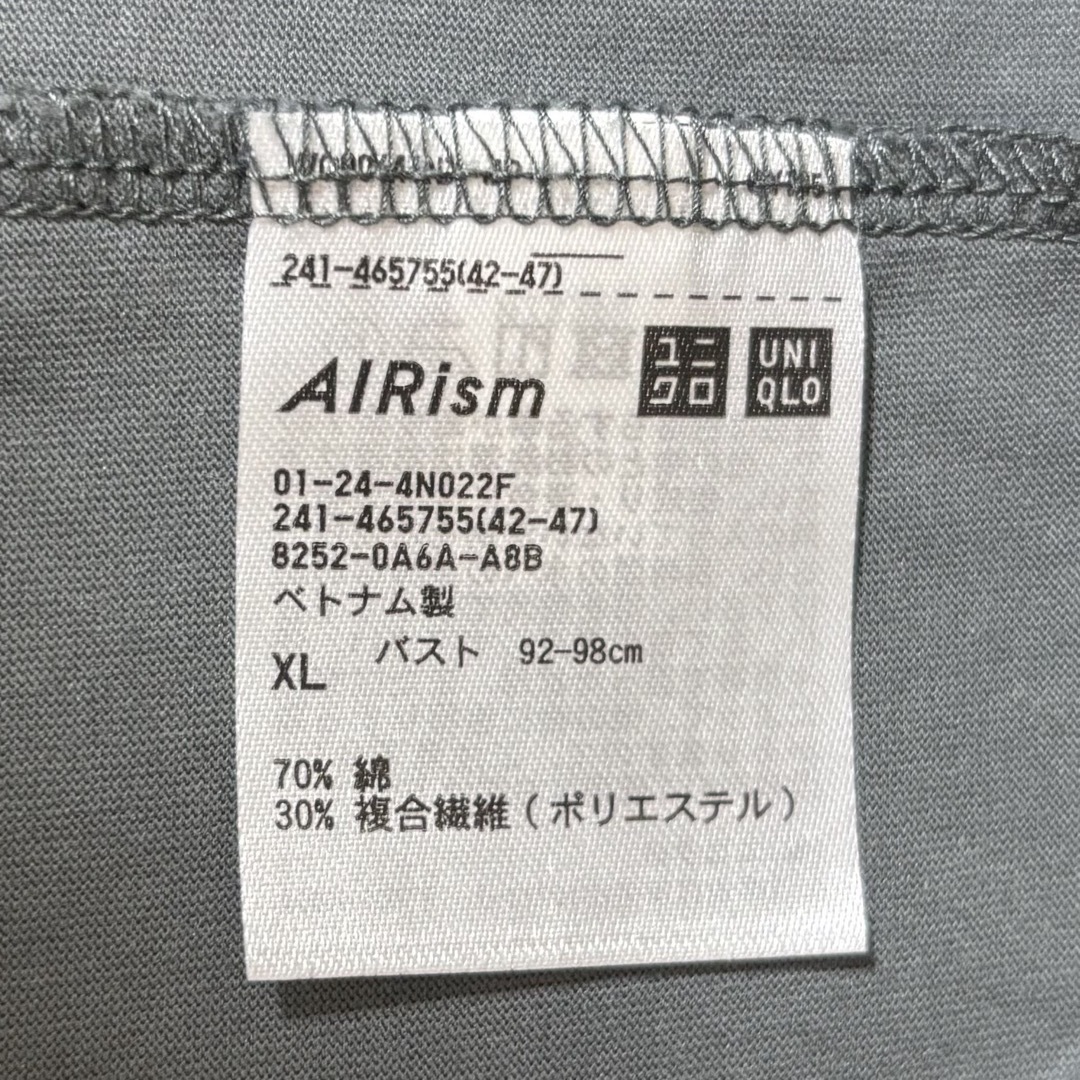 241-465755(42-47)
AIRism
ユニ
クロ
UNI
QLO
01-24-4N022F
241-465755(42-47)
8252-0A6A-A8B
ベトナム製
XL バスト 92-98cm
70% 綿
30% 複合繊維(ポリエステル)